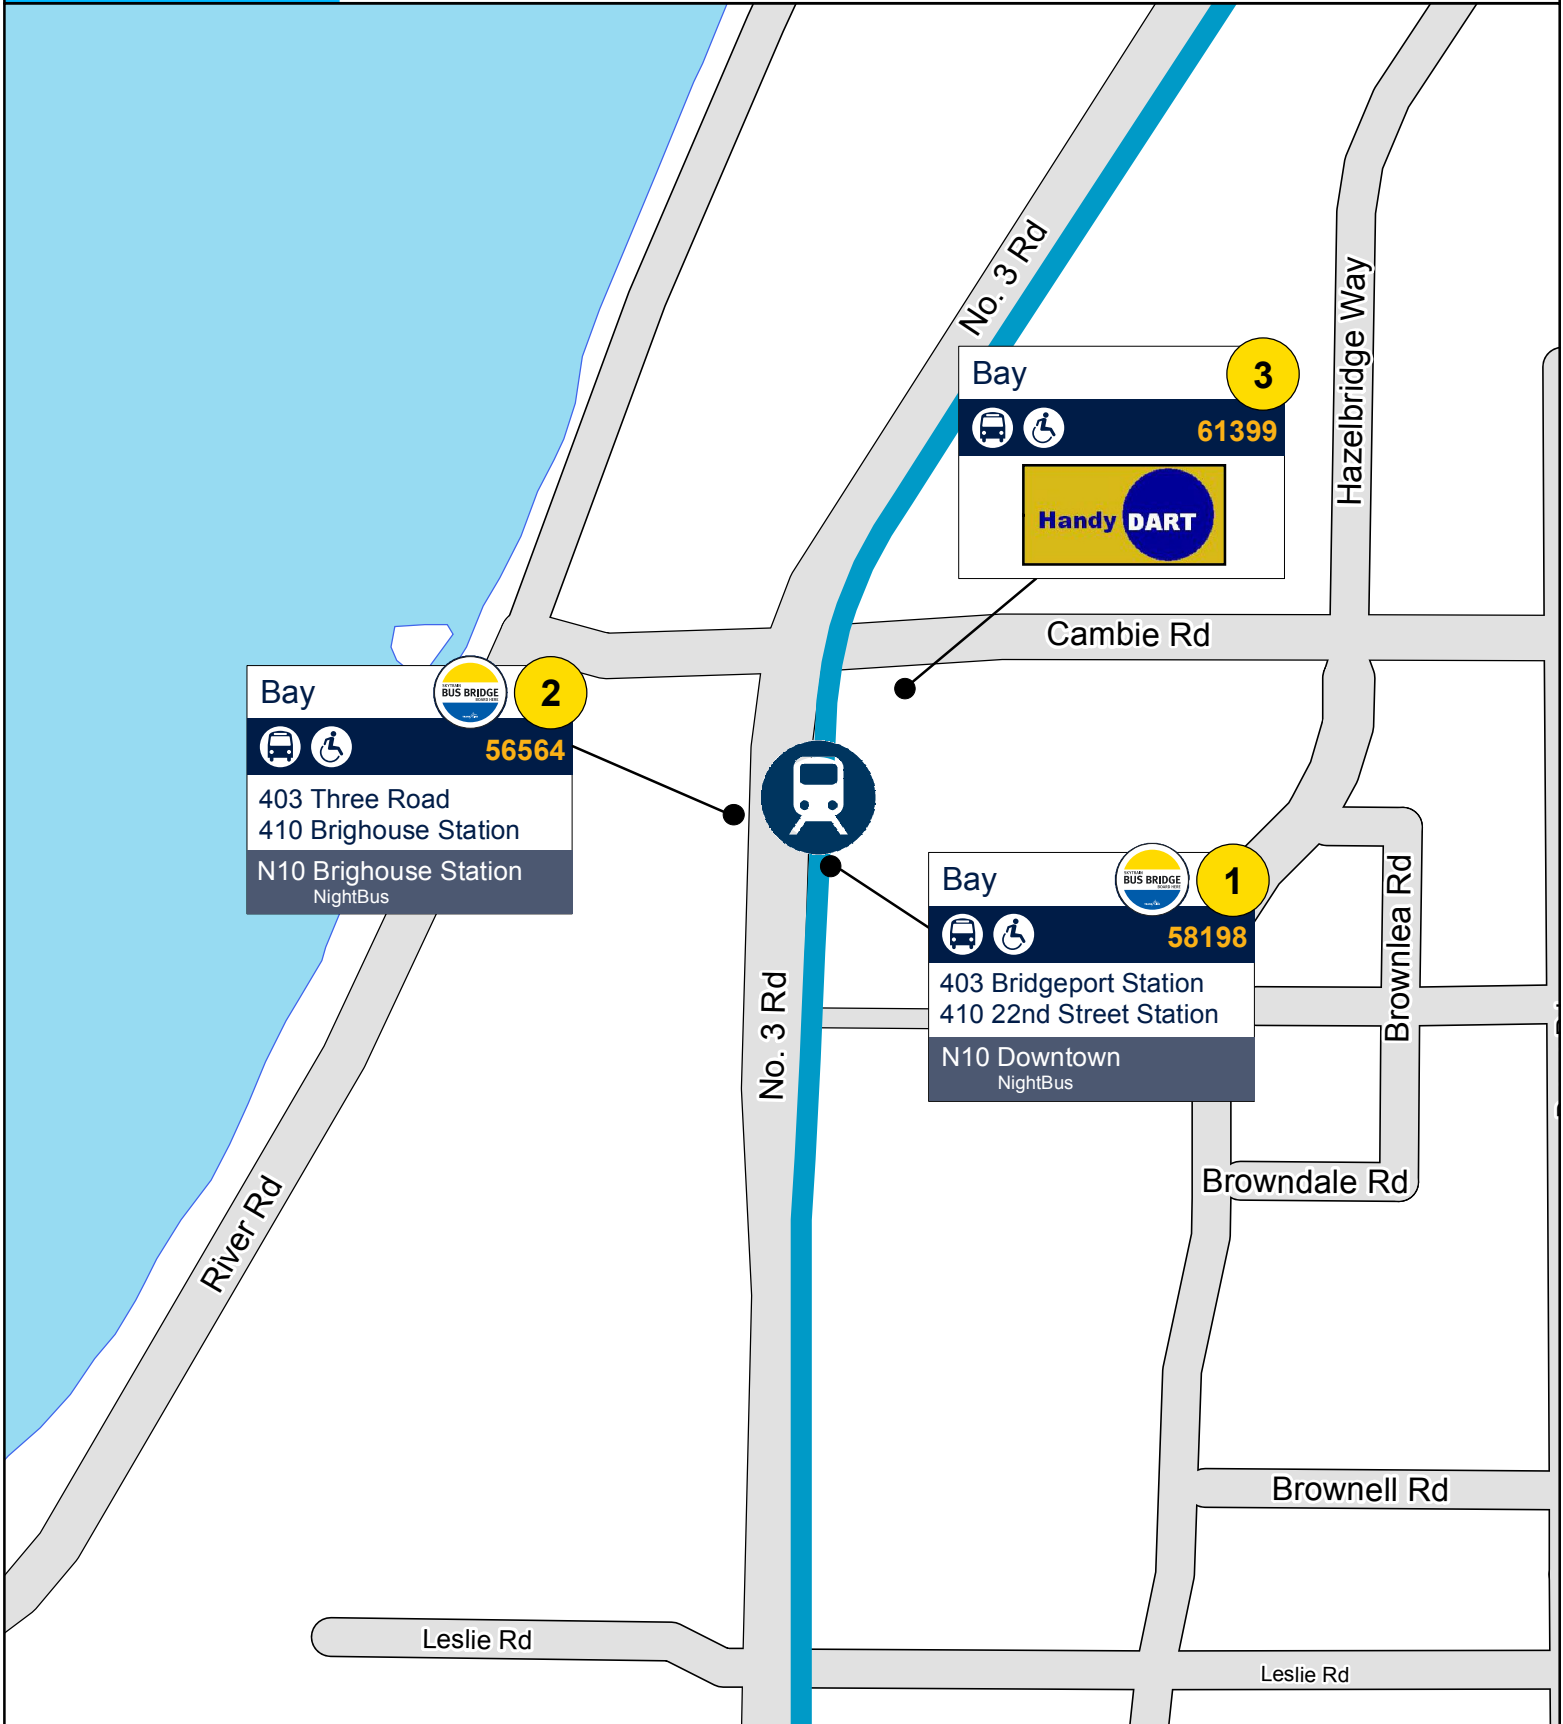 No. 3 Rd
Hazelbridge Way
Bay
3
61399
Handy DART
Cambie Rd
Bay
BUS BRIDGE
2
56564
403 Three Road
410 Brighouse Station
N10 Brighouse Station
NightBus
Bay
SKYTRAIN
BUS BRIDGE
BOARD HERE
1
58198
403 Bridgeport Station
410 22nd Street Station
N10 Downtown
NightBus
Brownlea Rd
No. 3 Rd
Browndale Rd
River Rd
Brownell Rd
Leslie Rd
Leslie Rd